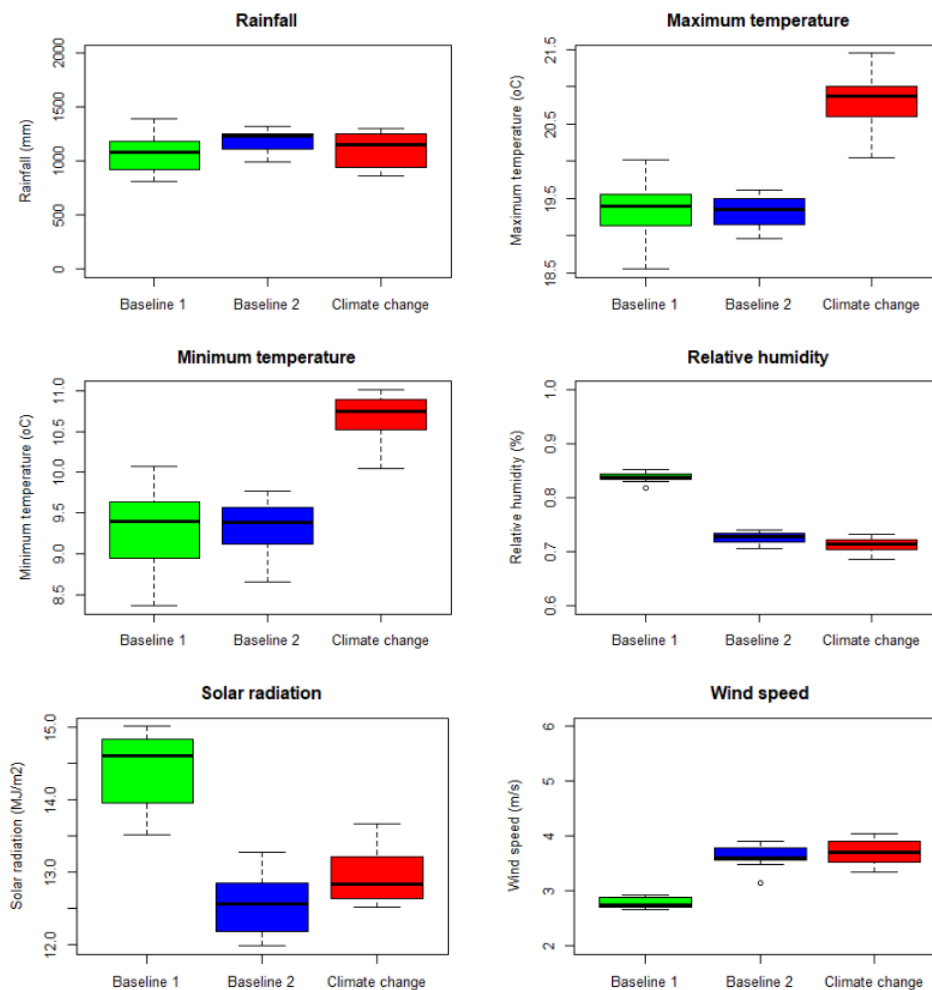 Rainfall
Rainfall (mm)
2000
1500
1000
500
0
Baseline 1 Baseline 2 Climate change
Maximum temperature
Maximum temperature (oC)
21.5
20.5
19.5
18.5
Baseline 1 Baseline 2 Climate change
Minimum temperature
Minimum temperature (oC)
11.0
10.5
10.0
9.5
9.0
8.5
Baseline 1 Baseline 2 Climate change
Relative humidity
Relative humidity (%)
1.0
0.9
0.8
0.7
0.6
Baseline 1 Baseline 2 Climate change
Solar radiation
Solar radiation (MJ/m2)
15.0
14.0
13.0
12.0
Baseline 1 Baseline 2 Climate change
Wind speed
Wind speed (m/s)
6
5
4
3
2
Baseline 1 Baseline 2 Climate change